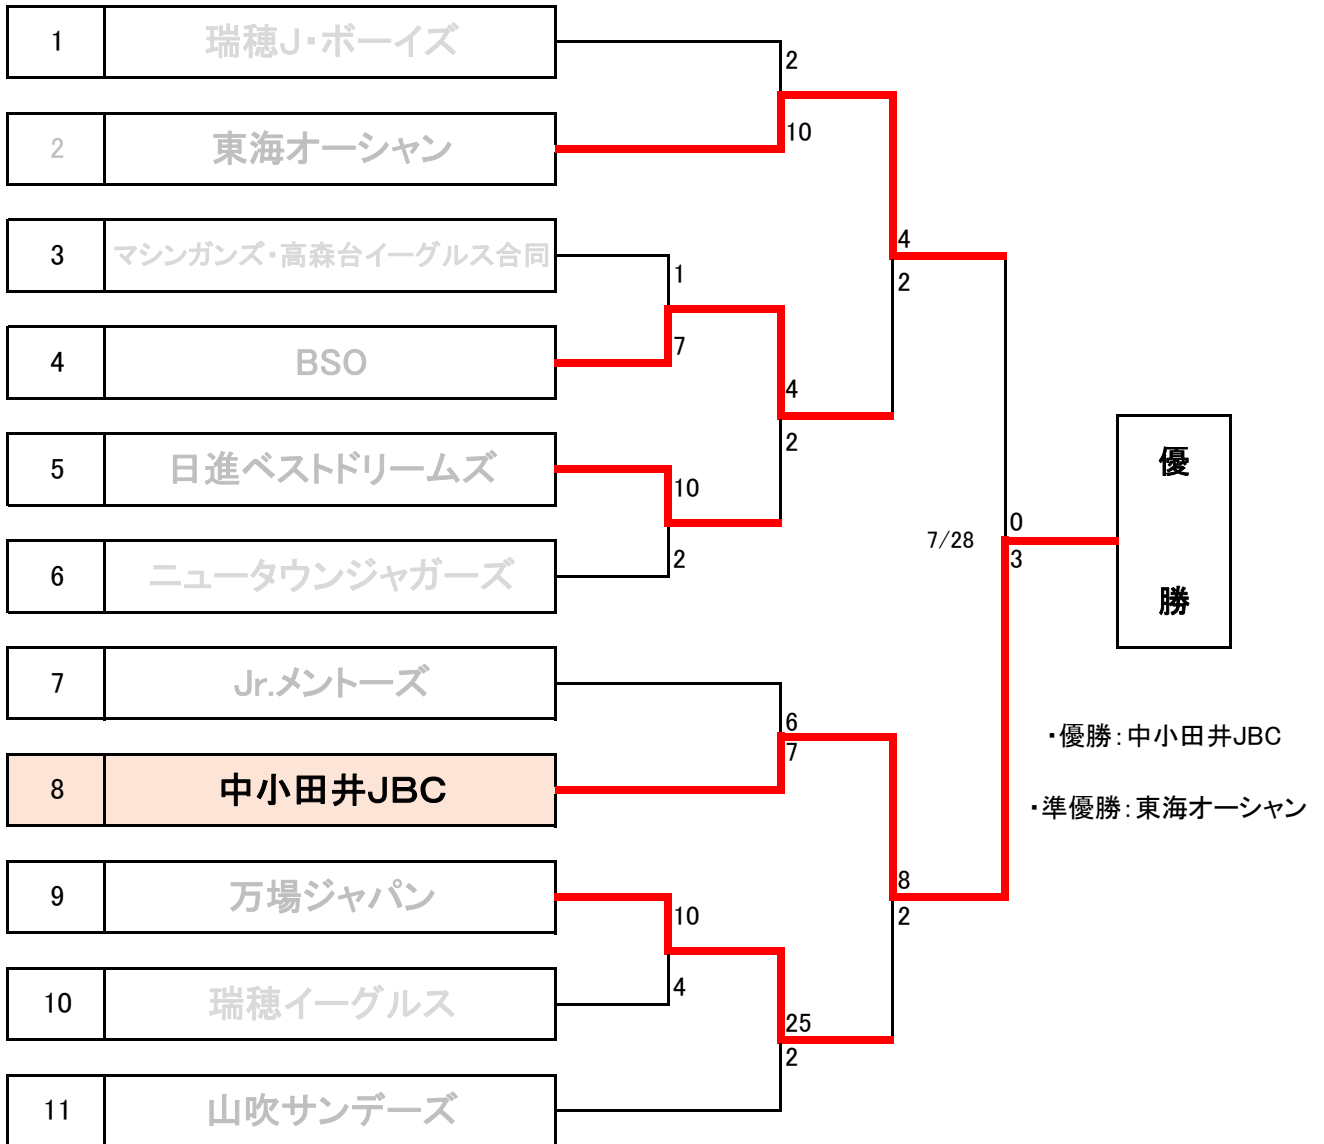 1 瑞穂J・ボーイズ
2
2 東海オーシャン
10
3 マシンガンズ・高森台イーグルス合同
4
1
2
4 BSO
7
4
5 日進ベストドリームズ
2
10
優
0
7/28
3
6 ニュータウンジャガーズ
2
勝
7 Jr.メントーズ
6
・優勝：中小田井JBC
7
8 中小田井JBC
・準優勝：東海オーシャン
9 万場ジャパン
8
10
2
10 瑞穂イーグルス
4
25
2
11 山吹サンデーズ